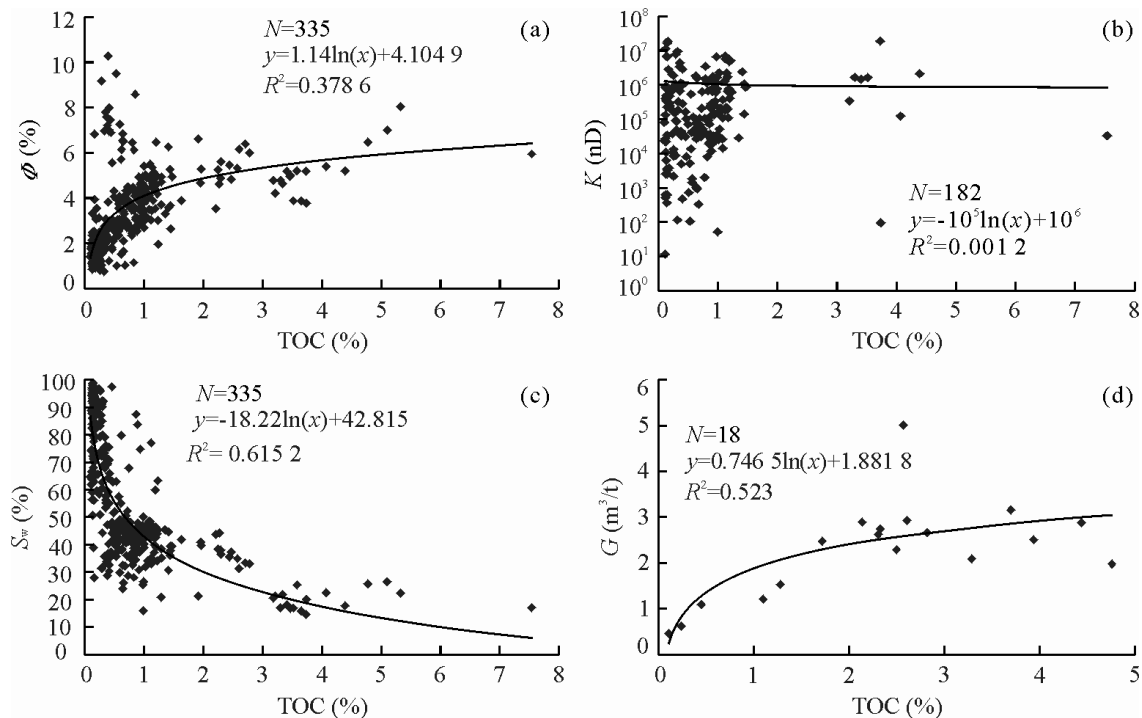 (a)
N=335
y=1.14ln(x)+4.104 9
R²=0.378 6
Φ (%)
12
10
8
6
4
2
0
0 1 2 3 4 5 6 7 8
TOC (%)
(b)
K (nD)
10⁸
10⁷
10⁶
10⁵
10⁴
10³
10²
10¹
10⁰
N=182
y=-10⁵ln(x)+10⁶
R²=0.001 2
0 1 2 3 4 5 6 7 8
TOC (%)
(c)
N=335
y=-18.22ln(x)+42.815
R²= 0.615 2
Sw (%)
100
90
80
70
60
50
40
30
20
10
0
0 1 2 3 4 5 6 7 8
TOC (%)
(d)
N=18
y=0.746 5ln(x)+1.881 8
R²=0.523
G (m³/t)
6
5
4
3
2
1
0
0 1 2 3 4 5
TOC (%)